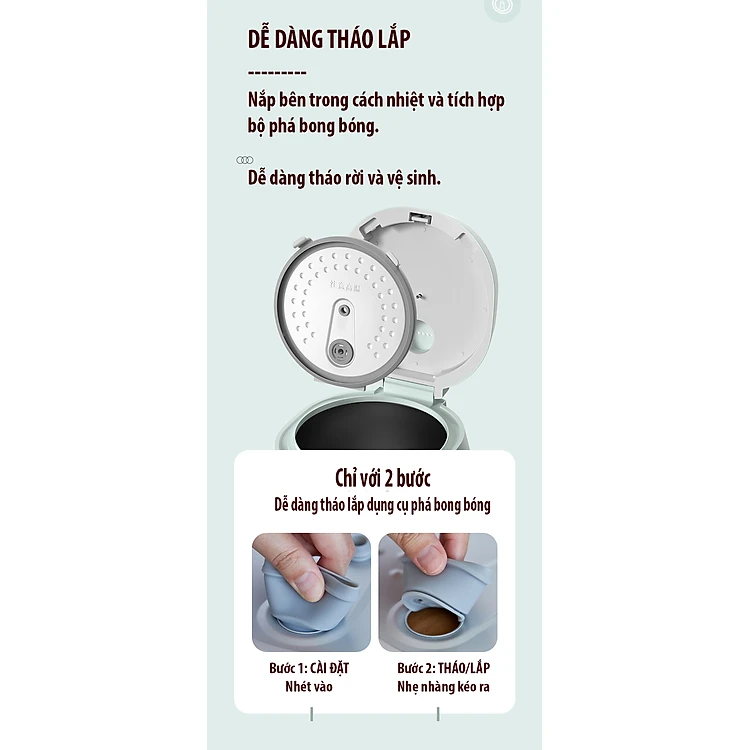 DỄ DÀNG THÁO LẮP
---------
Nắp bên trong cách nhiệt và tích hợp
bộ phá bong bóng.
Dễ dàng tháo rời và vệ sinh.
Chỉ với 2 bước
Dễ dàng tháo lắp dụng cụ phá bong bóng
Bước 1: CÀI ĐẶT
Nhét vào
Bước 2: THÁO/LẮP
Nhẹ nhàng kéo ra